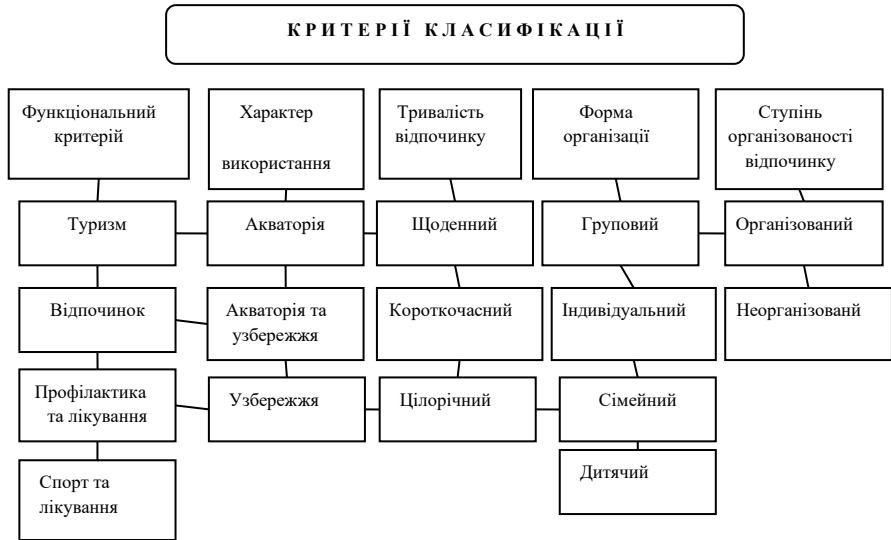 К Р И Т Е Р І Ї К Л А С И Ф І К А Ц І Ї
Функціональний
критерій
Характер
використання
Тривалість
відпочинку
Форма
організації
Ступінь
організованості
відпочинку
Туризм
Акваторія
Щоденний
Груповий
Організований
Відпочинок
Акваторія та
узбережжя
Короткочасний
Індивідуальний
Неорганізованй
Профілактика
та лікування
Узбережжя
Цілорічний
Сімейний
Спорт та
лікування
Дитячий